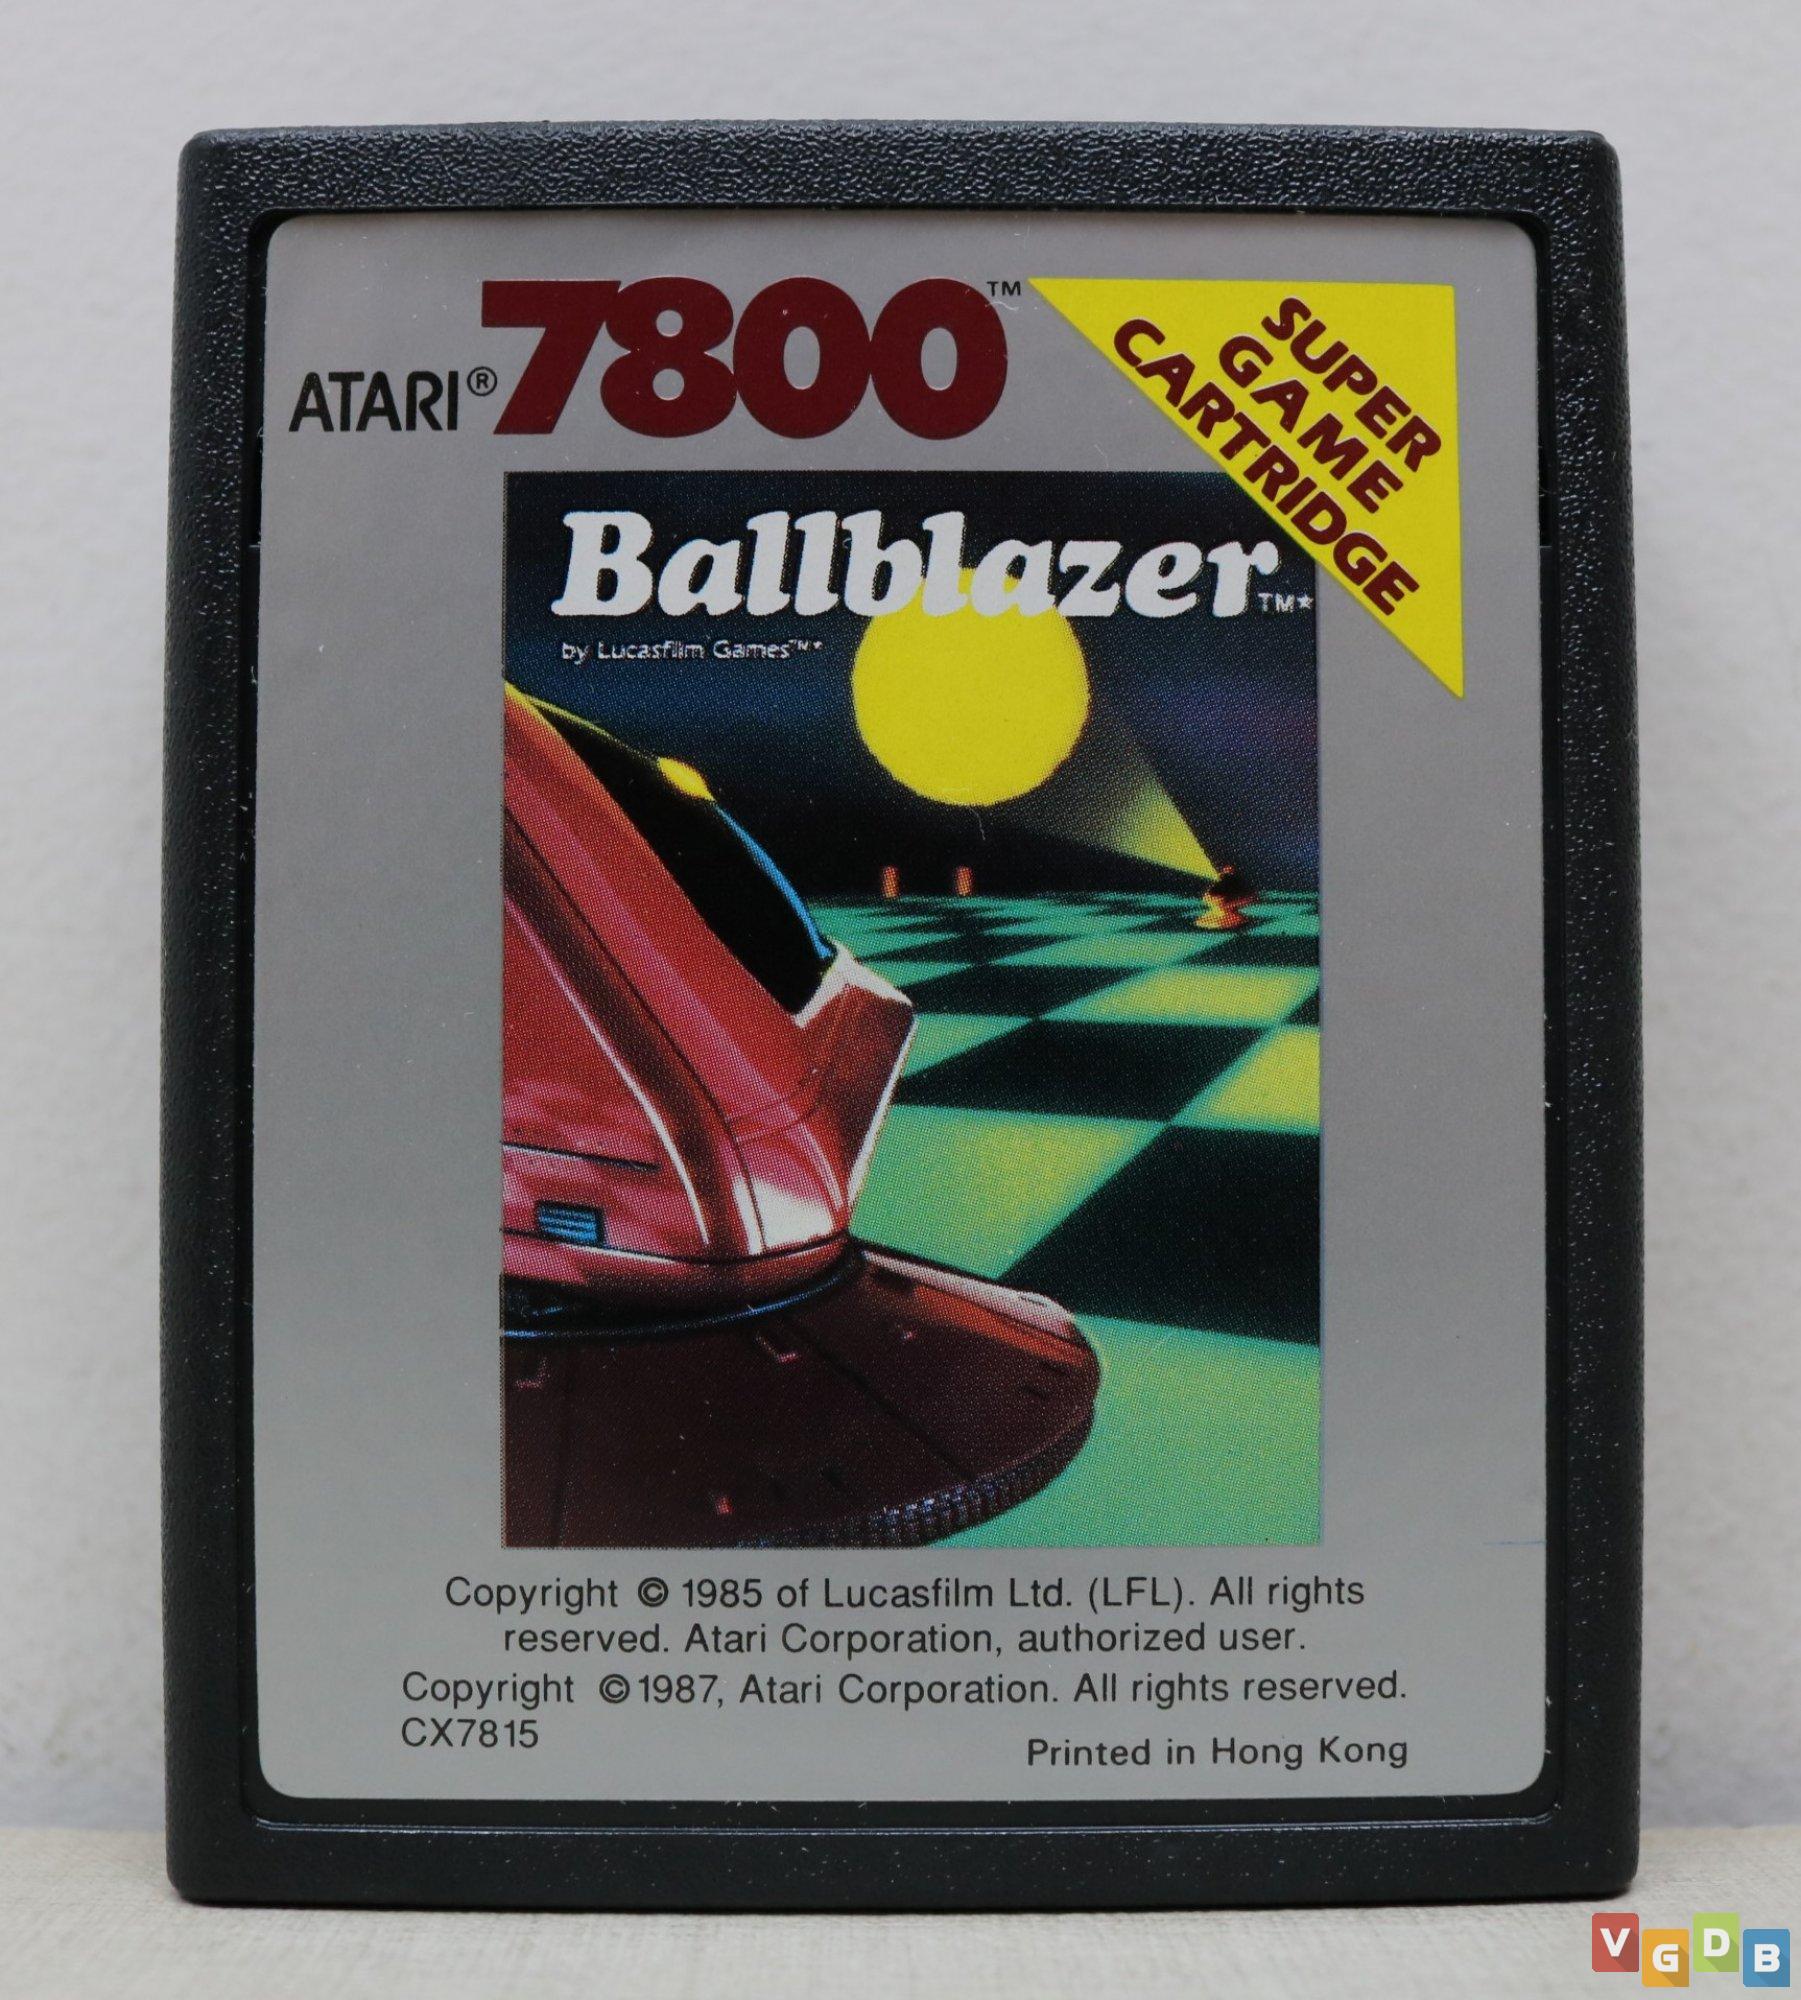 ATARI® 7800™
SUPER
GAME
CARTRIDGE
Ballblazer™*
by Lucasfilm Games™*
Copyright © 1985 of Lucasfilm Ltd. (LFL). All rights
reserved. Atari Corporation, authorized user.
Copyright ©1987, Atari Corporation. All rights reserved.
CX7815
Printed in Hong Kong
VGDB